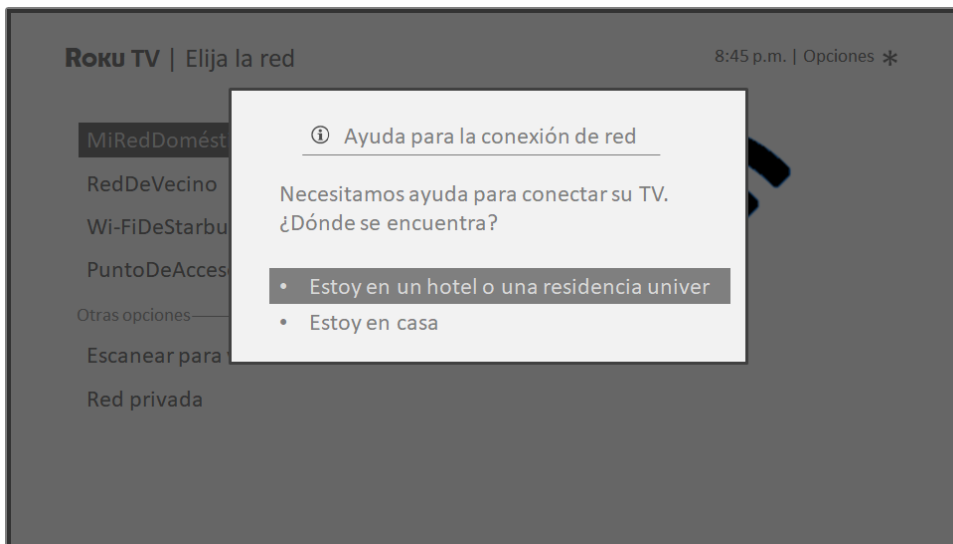 Roku TV | Elija la red
8:45 p.m. | Opciones
Ayuda para la conexión de red
MiRedDomést
RedDeVecino
Necesitamos ayuda para conectar su TV.
¿Dónde se encuentra?
Wi-FiDeStarbu
PuntoDeAcces
• Estoy en un hotel o una residencia univer
Otras opciones
• Estoy en casa
Escanear para
Red privada